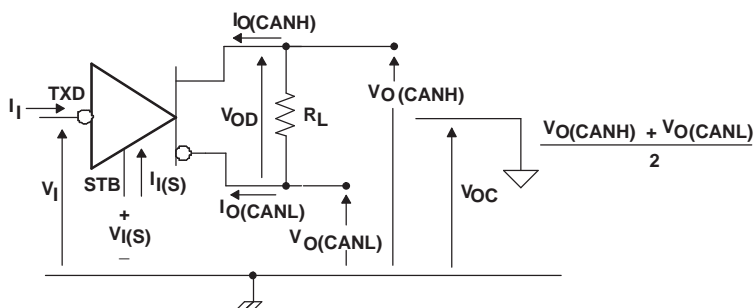 IO(CANH)
TXD
II
VOD
RL
VO(CANH)
VO(CANH) + VO(CANL)
2
VI
STB
II(S)
IO(CANL)
VOC
+
VI(S)
–
VO(CANL)